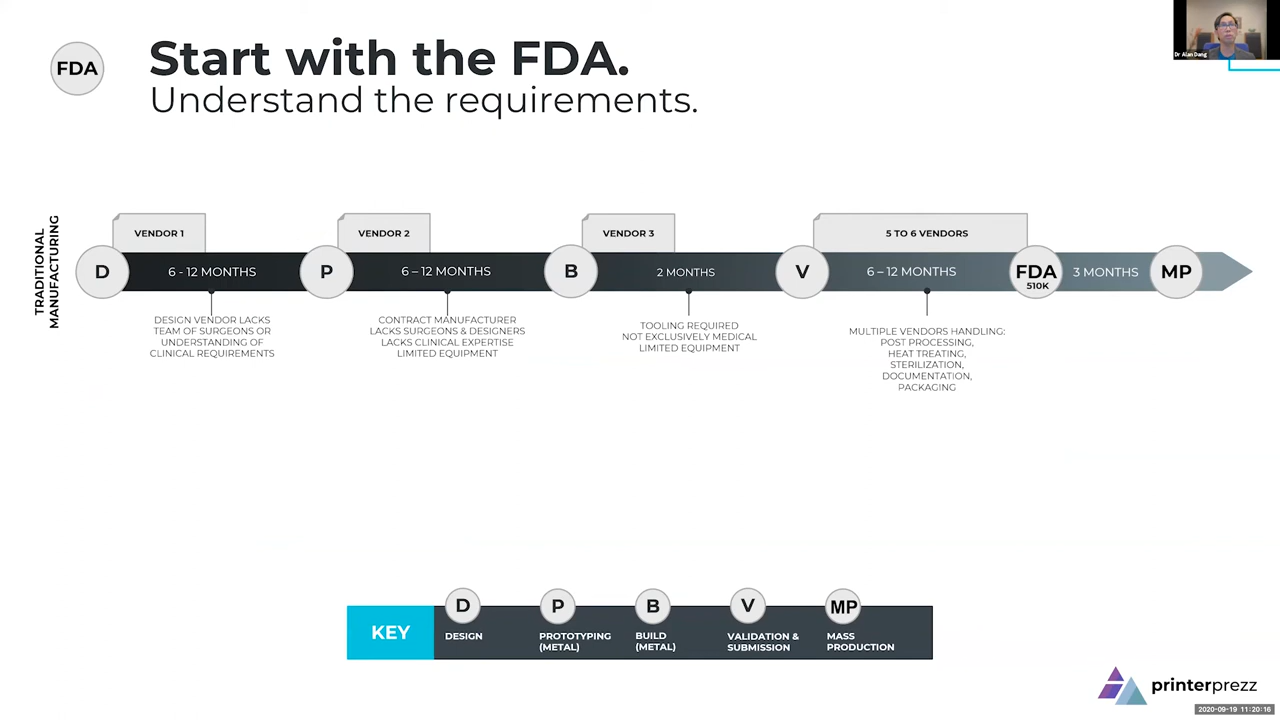 FDA
Start with the FDA.
Understand the requirements.
Dr Alan Dang
TRADITIONAL
MANUFACTURING
VENDOR 1
VENDOR 2
VENDOR 3
5 TO 6 VENDORS
D
6 - 12 MONTHS
P
6 – 12 MONTHS
B
2 MONTHS
V
6 – 12 MONTHS
FDA
510K
3 MONTHS
MP
DESIGN VENDOR LACKS
TEAM OF SURGEONS OR
UNDERSTANDING OF
CLINICAL REQUIREMENTS
CONTRACT MANUFACTURER
LACKS SURGEONS & DESIGNERS
LACKS CLINICAL EXPERTISE
LIMITED EQUIPMENT
TOOLING REQUIRED
NOT EXCLUSIVELY MEDICAL
LIMITED EQUIPMENT
MULTIPLE VENDORS HANDLING:
POST PROCESSING,
HEAT TREATING,
STERILIZATION,
DOCUMENTATION,
PACKAGING
KEY
D
DESIGN
P
PROTOTYPING
(METAL)
B
BUILD
(METAL)
V
VALIDATION &
SUBMISSION
MP
MASS
PRODUCTION
printerprezz
2020-09-19 11:20:16